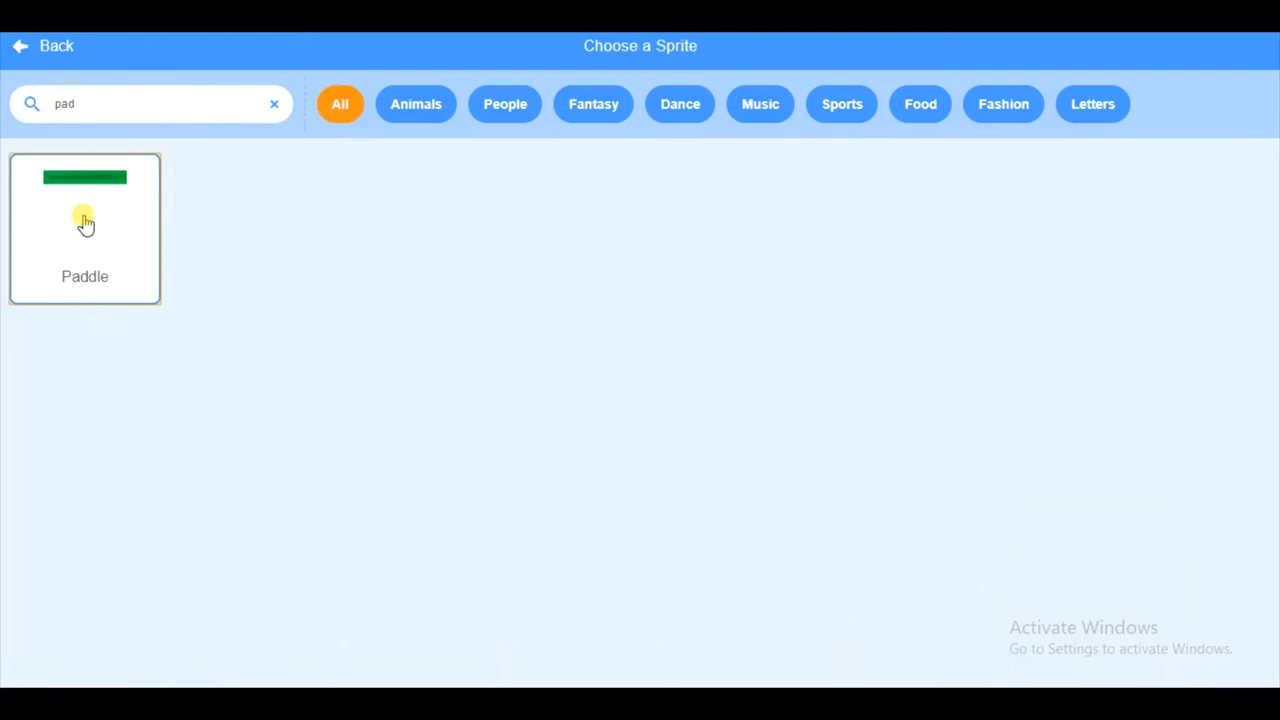 Back
Choose a Sprite
pad
All
Animals
People
Fantasy
Dance
Music
Sports
Food
Fashion
Letters
Paddle
Activate Windows
Go to Settings to activate Windows.